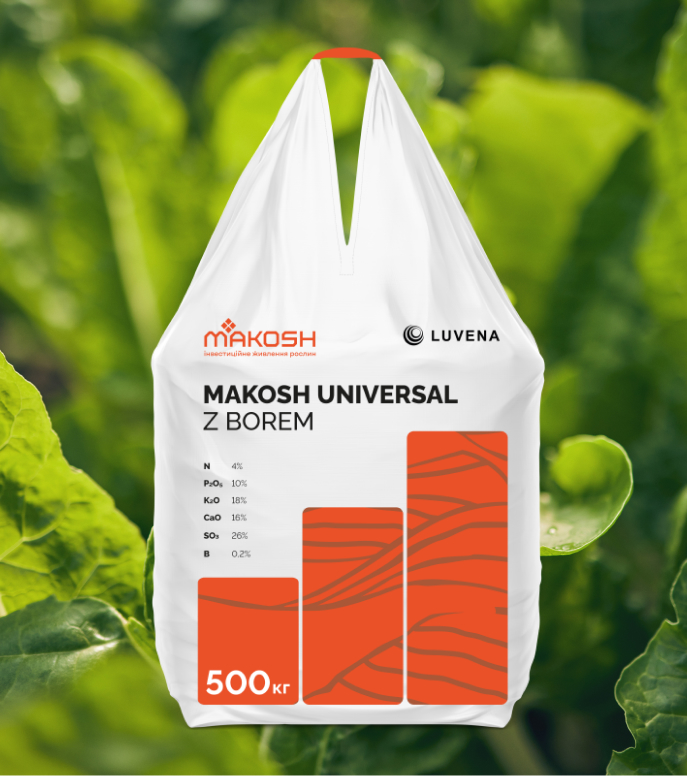 MAKOSH
інвестиційне живлення рослин
LUVENA
MAKOSH UNIVERSAL
Z BOREM
N 4%
P₂O₅ 10%
K₂O 18%
CaO 16%
SO₃ 26%
B 0.2%
500кг